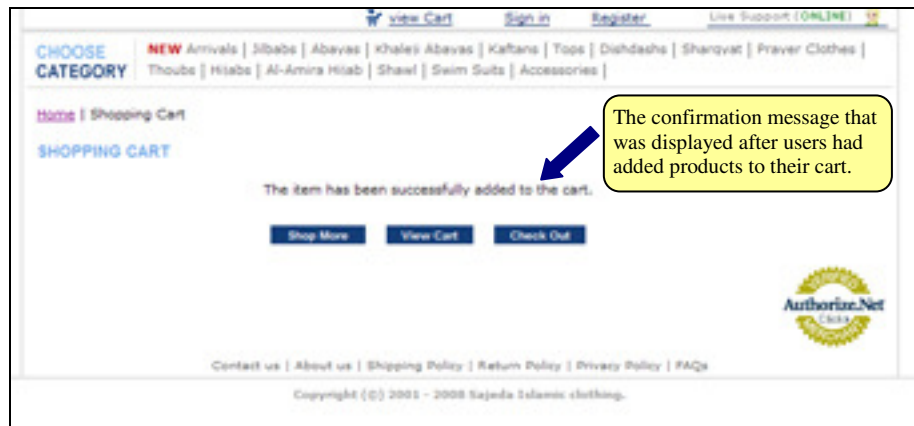 view Cart Sign in Register Live Support (ONLINE)
CHOOSE CATEGORY
NEW Arrivals | Jilbabs | Abayas | Khaleji Abayas | Kaftans | Tops | Dishdashs | Sharqyat | Prayer Clothes |
Thoubs | Hijabs | Al-Amira Hijab | Shawl | Swim Suits | Accessories |
Home | Shopping Cart
The confirmation message that
was displayed after users had
added products to their cart.
SHOPPING CART
The item has been successfully added to the cart.
Shop More View Cart Check Out
VERIFIED
Authorize.Net
Click
MERCHANT
Contact us | About us | Shipping Policy | Return Policy | Privacy Policy | FAQs
Copyright (©) 2001 - 2008 Sajeda Islamic clothing.